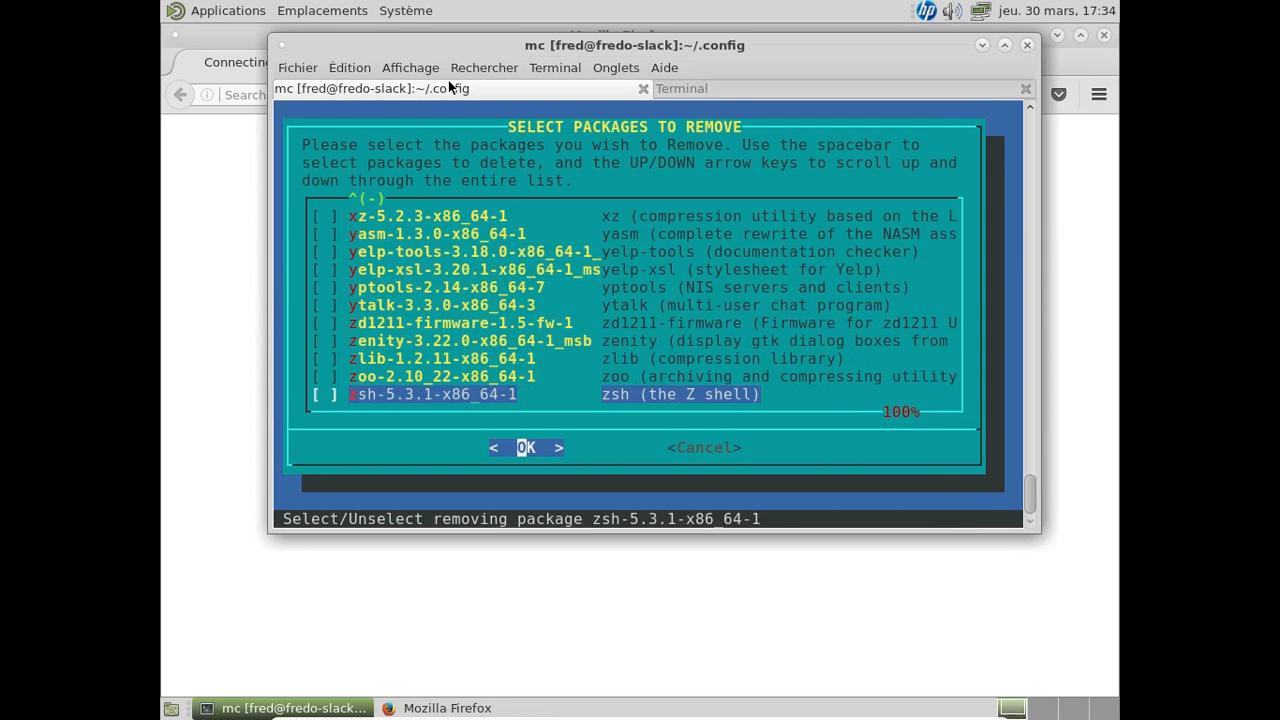 Applications Emplacements Système
hp jeu. 30 mars, 17:34
mc [fred@fredo-slack]:~/.config
Connecting
Fichier Édition Affichage Rechercher Terminal Onglets Aide
Search
mc [fred@fredo-slack]:~/.config Terminal
SELECT PACKAGES TO REMOVE
Please select the packages you wish to Remove. Use the spacebar to
select packages to delete, and the UP/DOWN arrow keys to scroll up and
down through the entire list.
^(-)
[ ] xz-5.2.3-x86_64-1 xz (compression utility based on the L
[ ] yasm-1.3.0-x86_64-1 yasm (complete rewrite of the NASM ass
[ ] yelp-tools-3.18.0-x86_64-1_yelp-tools (documentation checker)
[ ] yelp-xsl-3.20.1-x86_64-1_msyelp-xsl (stylesheet for Yelp)
[ ] yptools-2.14-x86_64-7 yptools (NIS servers and clients)
[ ] ytalk-3.3.0-x86_64-3 ytalk (multi-user chat program)
[ ] zd1211-firmware-1.5-fw-1 zd1211-firmware (Firmware for zd1211 U
[ ] zenity-3.22.0-x86_64-1_msb zenity (display gtk dialog boxes from
[ ] zlib-1.2.11-x86_64-1 zlib (compression library)
[ ] zoo-2.10_22-x86_64-1 zoo (archiving and compressing utility
[ ] zsh-5.3.1-x86_64-1 zsh (the Z shell)
100%
< OK > <Cancel>
Select/Unselect removing package zsh-5.3.1-x86_64-1
mc [fred@fredo-slack... Mozilla Firefox